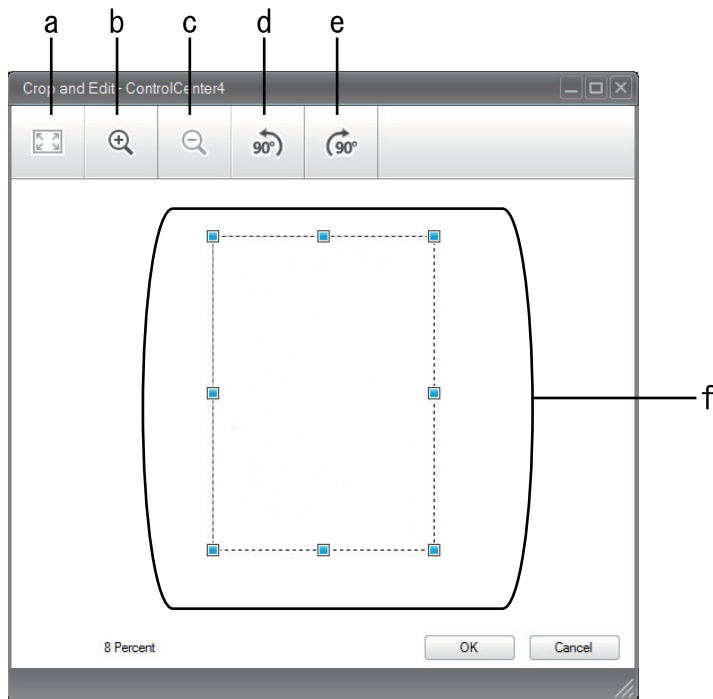 a b c d e
Crop and Edit - ControlCenter4
90° 90°
f
8 Percent OK Cancel